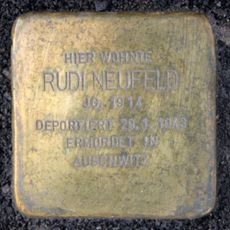 HIER WOHNTE
RUDI NEUFELD
JG. 1914
DEPORTIERT 29.1.1943
ERMORDET IN
AUSCHWITZ